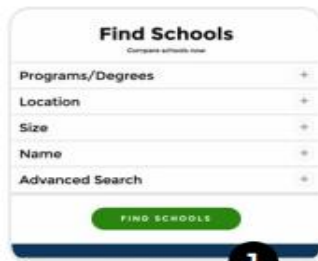 Find Schools
Compare schools now
Programs/Degrees +
Location +
Size +
Name +
Advanced Search +
FIND SCHOOLS